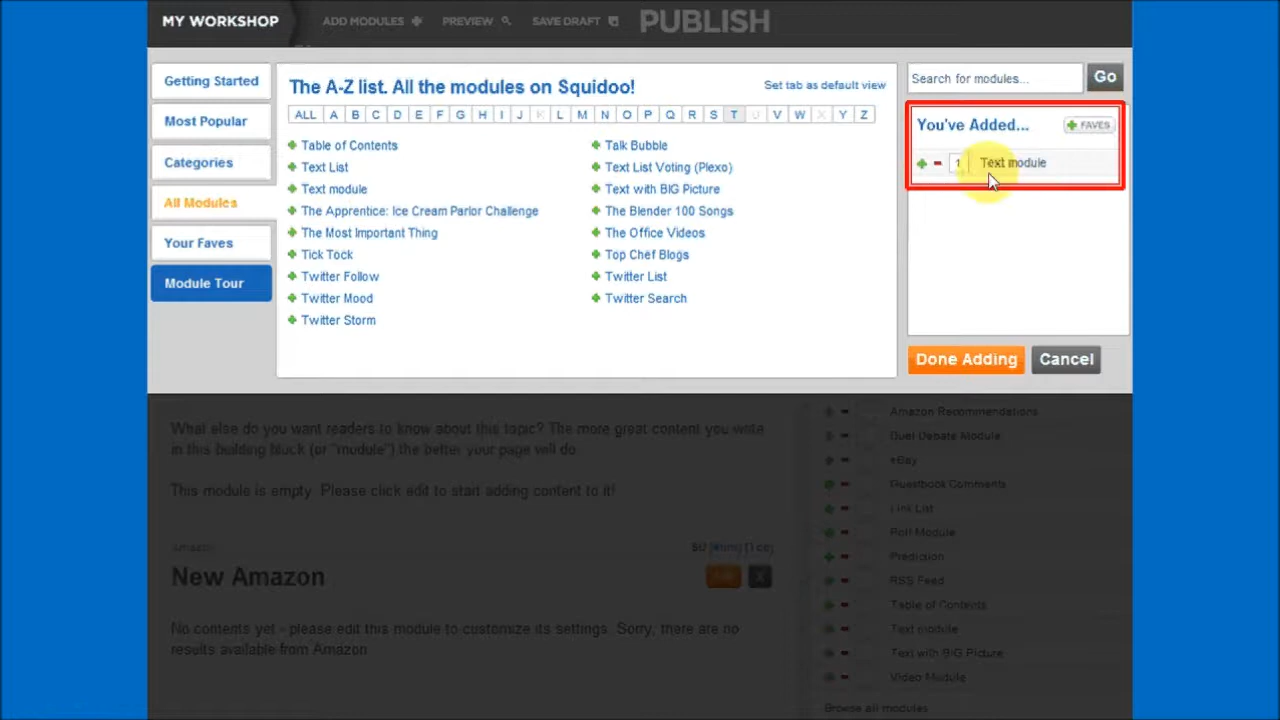 MY WORKSHOP
ADD MODULES
PREVIEW
SAVE DRAFT
PUBLISH
Getting Started
Most Popular
Categories
All Modules
Your Faves
Module Tour
The A-Z list. All the modules on Squidoo!
Set tab as default view
ALL A B C D E F G H I J K L M N O P Q R S T U V W X Y Z
Table of Contents
Text List
Text module
The Apprentice: Ice Cream Parlor Challenge
The Most Important Thing
Tick Tock
Twitter Follow
Twitter Mood
Twitter Storm
Talk Bubble
Text List Voting (Plexo)
Text with BIG Picture
The Blender 100 Songs
The Office Videos
Top Chef Blogs
Twitter List
Twitter Search
Search for modules...
Go
You've Added...
FAVES
1 Text module
Done Adding
Cancel
What else do you want readers to know about this topic? The more great content you write
in this building block (or "module") the better your page will do.
This module is empty. Please click edit to start adding content to it!
Amazon
New Amazon
X
No contents yet - please edit this module to customize its settings. Sorry, there are no
results available from Amazon
Amazon Recommendations
Duel Debate Module
eBay
Guestbook Comments
Link List
Poll Module
Prediction
RSS Feed
Table of Contents
Text module
Text with BIG Picture
Video Module
Browse all modules